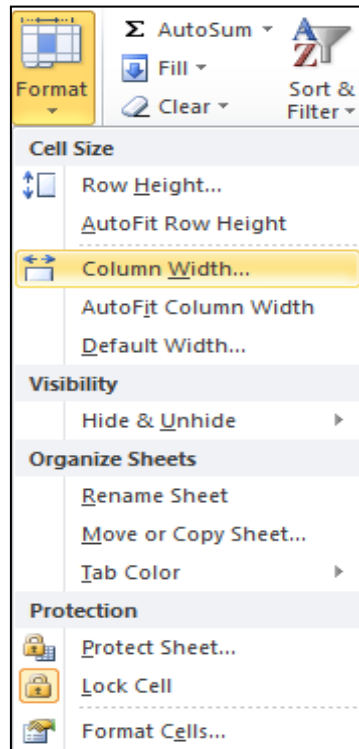 Format
Σ AutoSum
Fill
Clear
Sort &
Filter
Cell Size
Row Height...
AutoFit Row Height
Column Width...
AutoFit Column Width
Default Width...
Visibility
Hide & Unhide
Organize Sheets
Rename Sheet
Move or Copy Sheet...
Tab Color
Protection
Protect Sheet...
Lock Cell
Format Cells...